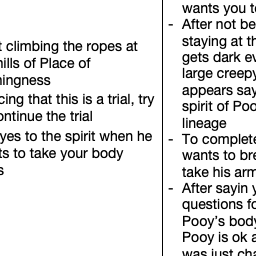 t climbing the ropes at
hills of Place of
ningness
cing that this is a trial, try
ontinue the trial
yes to the spirit when he
ts to take your body
s
wants you t
- After not be
staying at th
gets dark ev
large creepy
appears say
spirit of Poo
lineage
- To complete
wants to bre
take his arm
- After sayin y
questions fo
Pooy's body
Pooy is ok a
was just cha